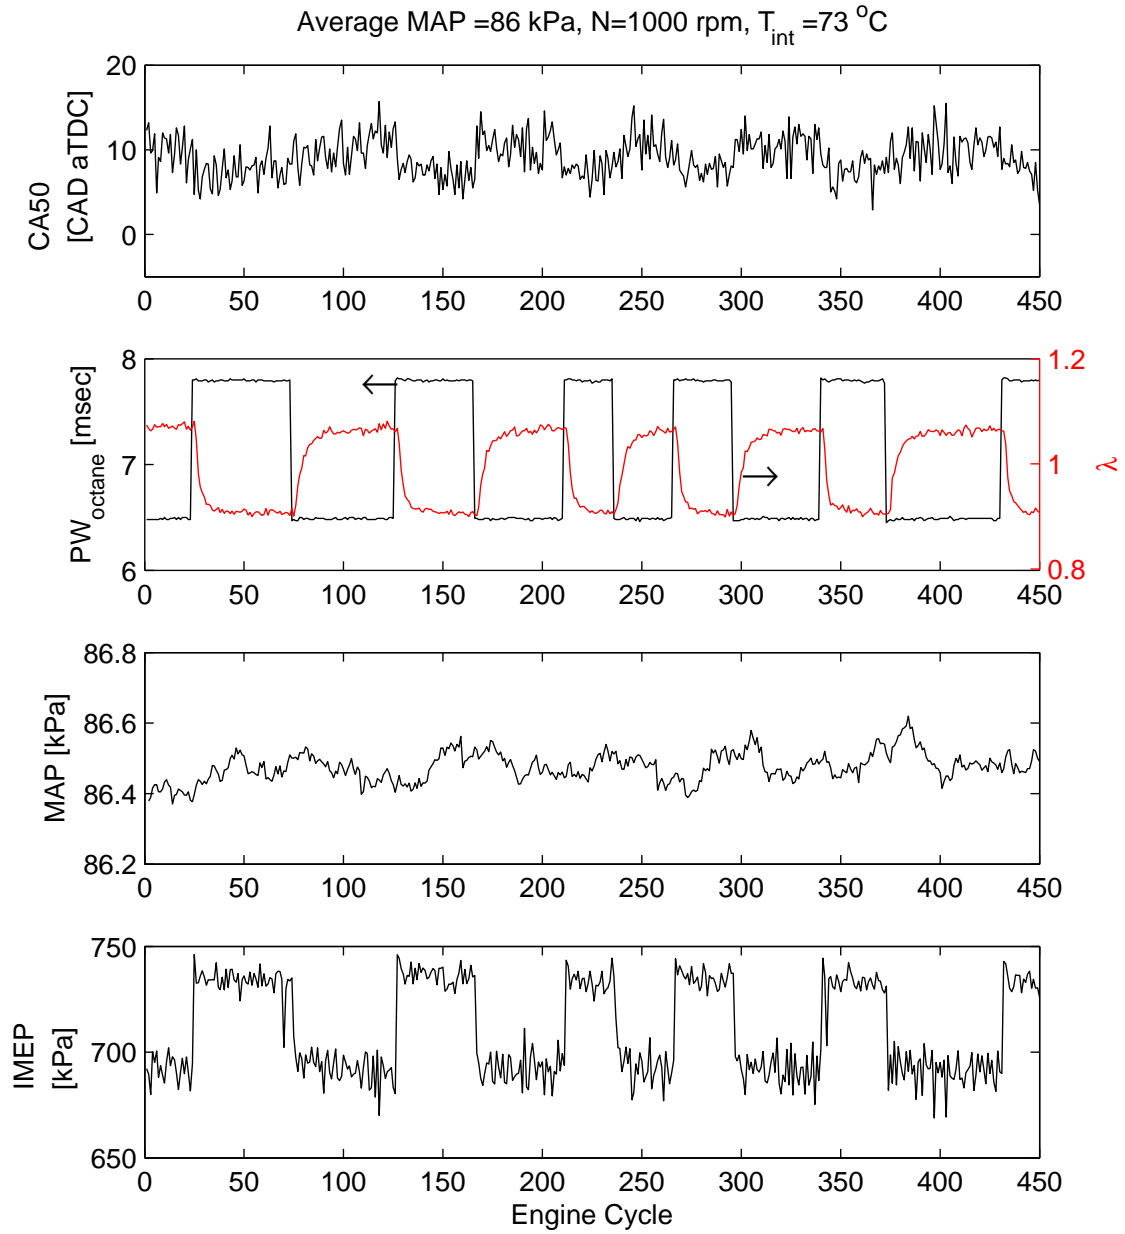 Average MAP =86 kPa, N=1000 rpm, T_int =73 °C
20
10
0
CA50
[CAD aTDC]
0 50 100 150 200 250 300 350 400 450
8
7
6
PW_octane [msec]
1.2
1
0.8
λ
0 50 100 150 200 250 300 350 400 450
86.8
86.6
86.4
86.2
MAP [kPa]
0 50 100 150 200 250 300 350 400 450
750
700
650
IMEP
[kPa]
0 50 100 150 200 250 300 350 400 450
Engine Cycle